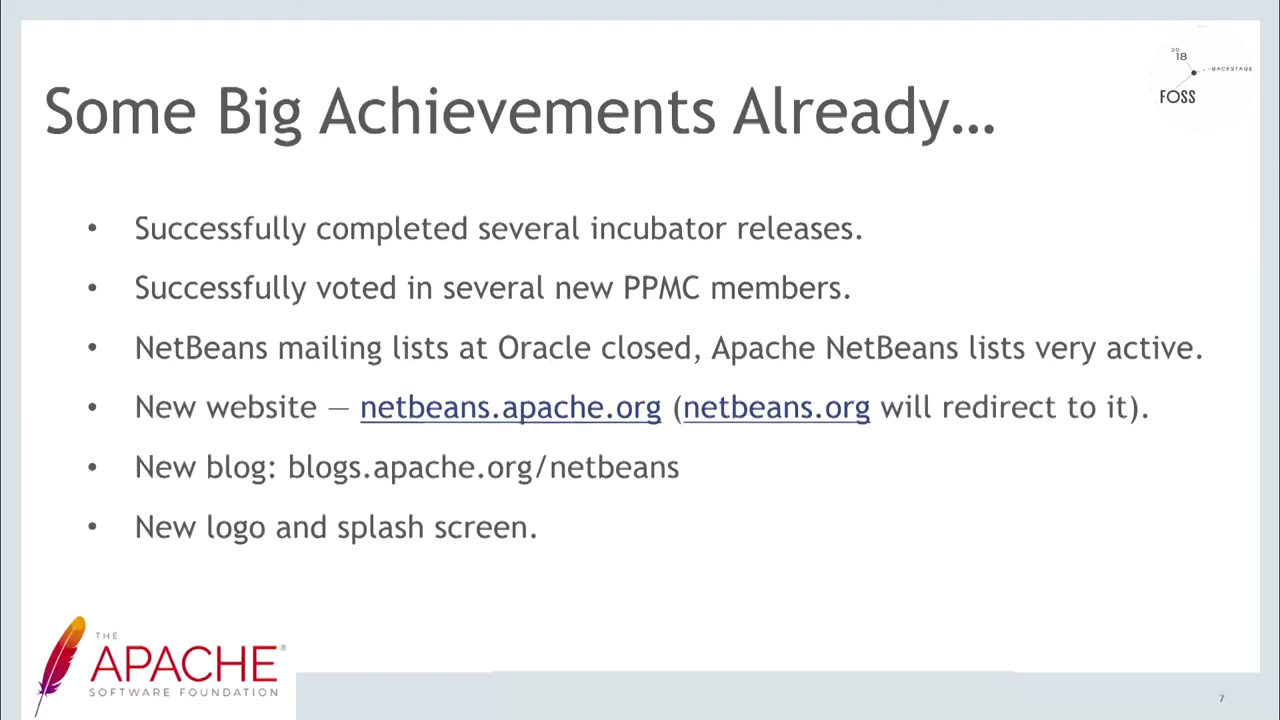 20
18
-BACKSTAGE
FOSS
Some Big Achievements Already…
• Successfully completed several incubator releases.
• Successfully voted in several new PPMC members.
• NetBeans mailing lists at Oracle closed, Apache NetBeans lists very active.
• New website — netbeans.apache.org (netbeans.org will redirect to it).
• New blog: blogs.apache.org/netbeans
• New logo and splash screen.
THE
APACHE®
SOFTWARE FOUNDATION
7